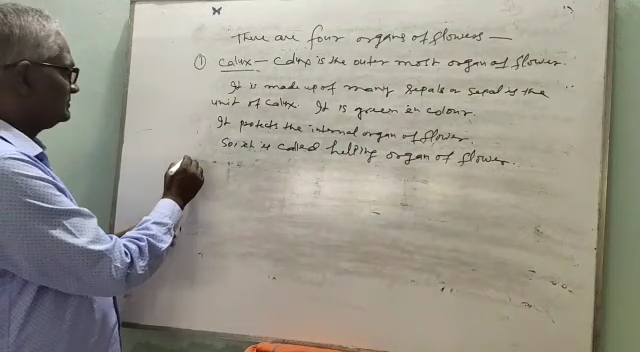 There are four organs of flowers —
① Calyx — Calyx is the outer most organ of flower.
It is made up of many sepals or sepal is the
unit of calyx. It is green in colour.
It protects the internal organ of flower.
So, it is called helping organ of flower.